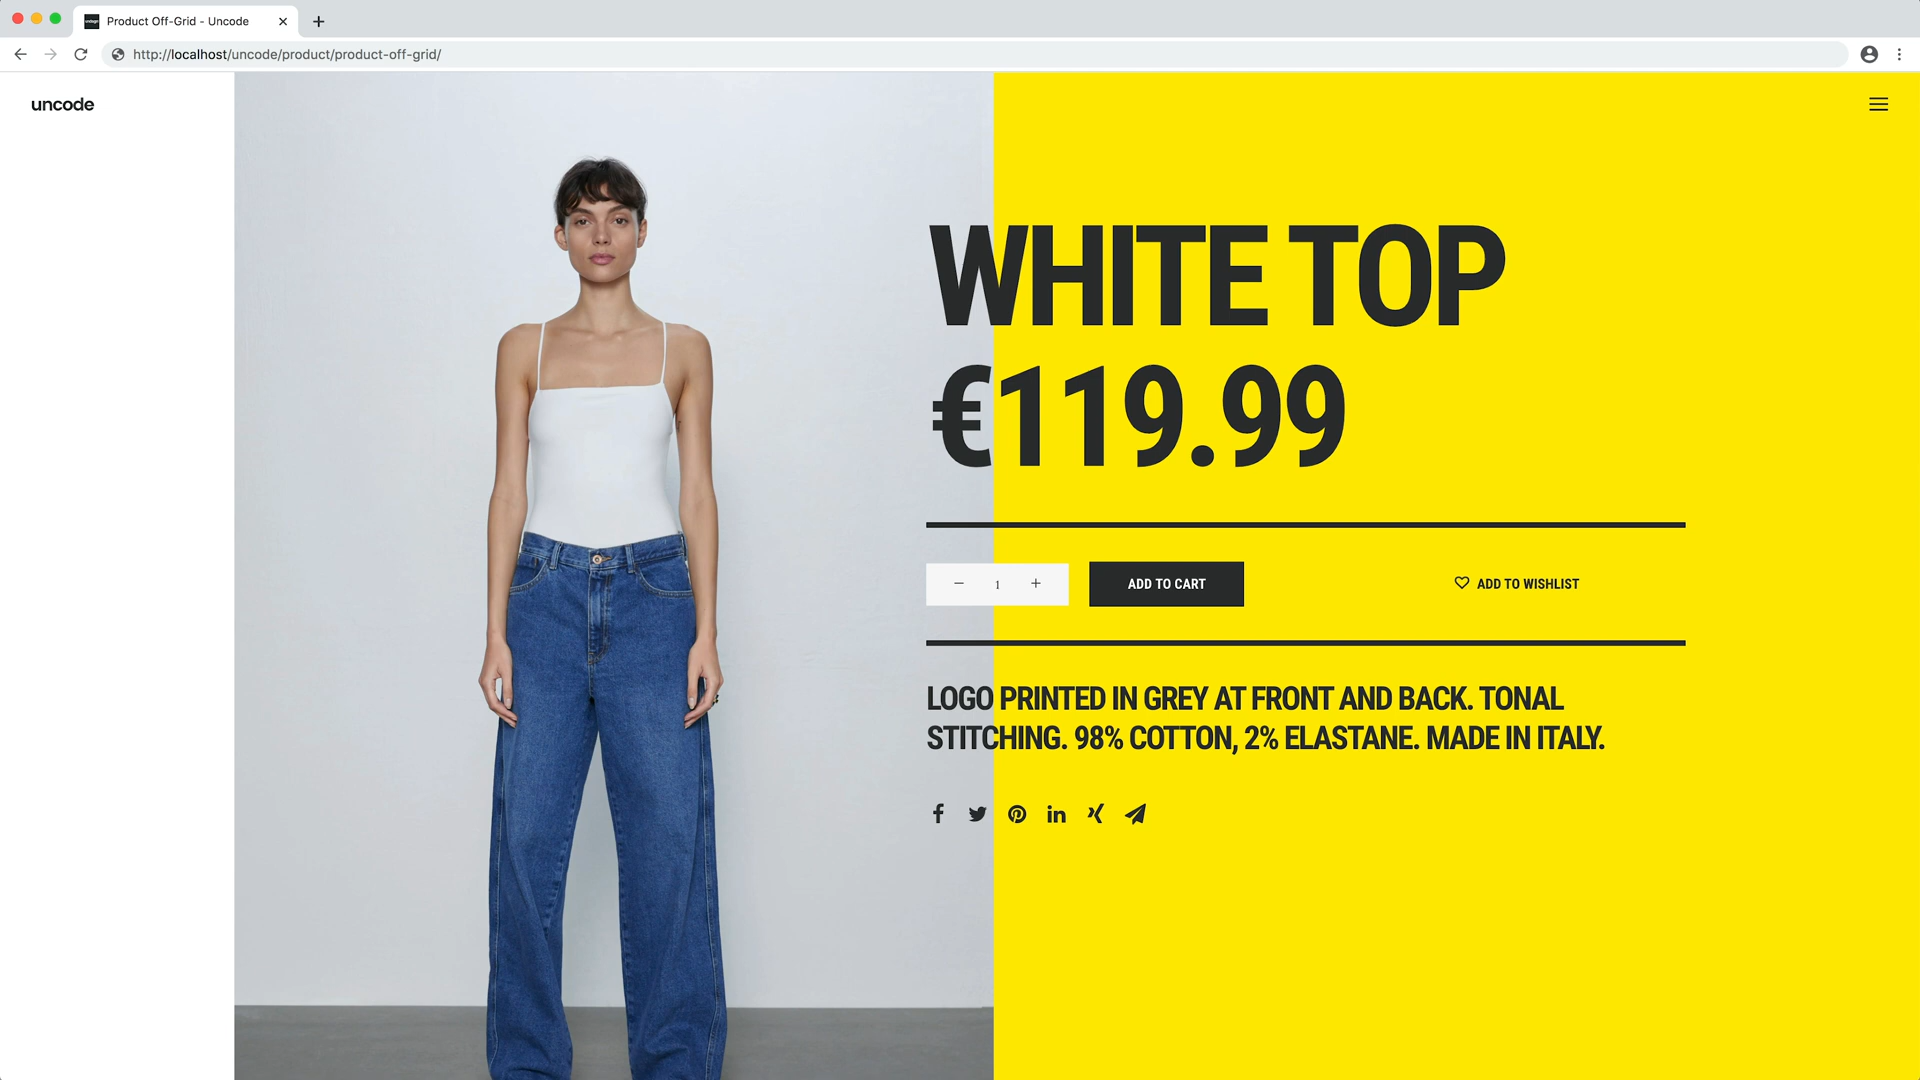 Product Off-Grid - Uncode
http://localhost/uncode/product/product-off-grid/
uncode
WHITE TOP
€119.99
1
ADD TO CART
ADD TO WISHLIST
LOGO PRINTED IN GREY AT FRONT AND BACK. TONAL
STITCHING. 98% COTTON, 2% ELASTANE. MADE IN ITALY.